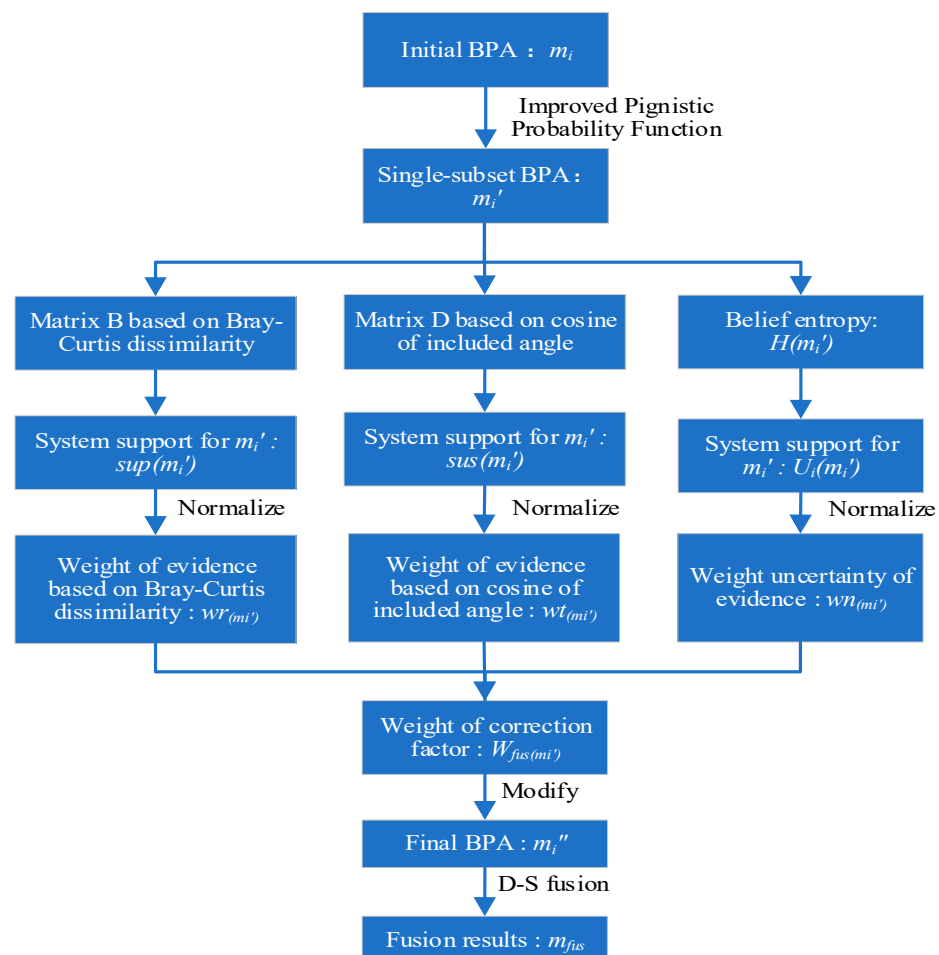 Initial BPA : mᵢ
Improved Pignistic
Probability Function
Single-subset BPA :
mᵢ'
Matrix B based on Bray-
Curtis dissimilarity
Matrix D based on cosine
of included angle
Belief entropy:
H(mᵢ')
System support for mᵢ' :
sup(mᵢ')
System support for mᵢ' :
sus(mᵢ')
System support for
mᵢ' : Uᵢ(mᵢ')
Normalize
Normalize
Normalize
Weight of evidence
based on Bray-Curtis
dissimilarity : wr(mi')
Weight of evidence
based on cosine of
included angle : wt(mi')
Weight uncertainty of
evidence : wn(mi')
Weight of correction
factor : Wfus(mi')
Modify
Final BPA : mᵢ''
D-S fusion
Fusion results : mfus